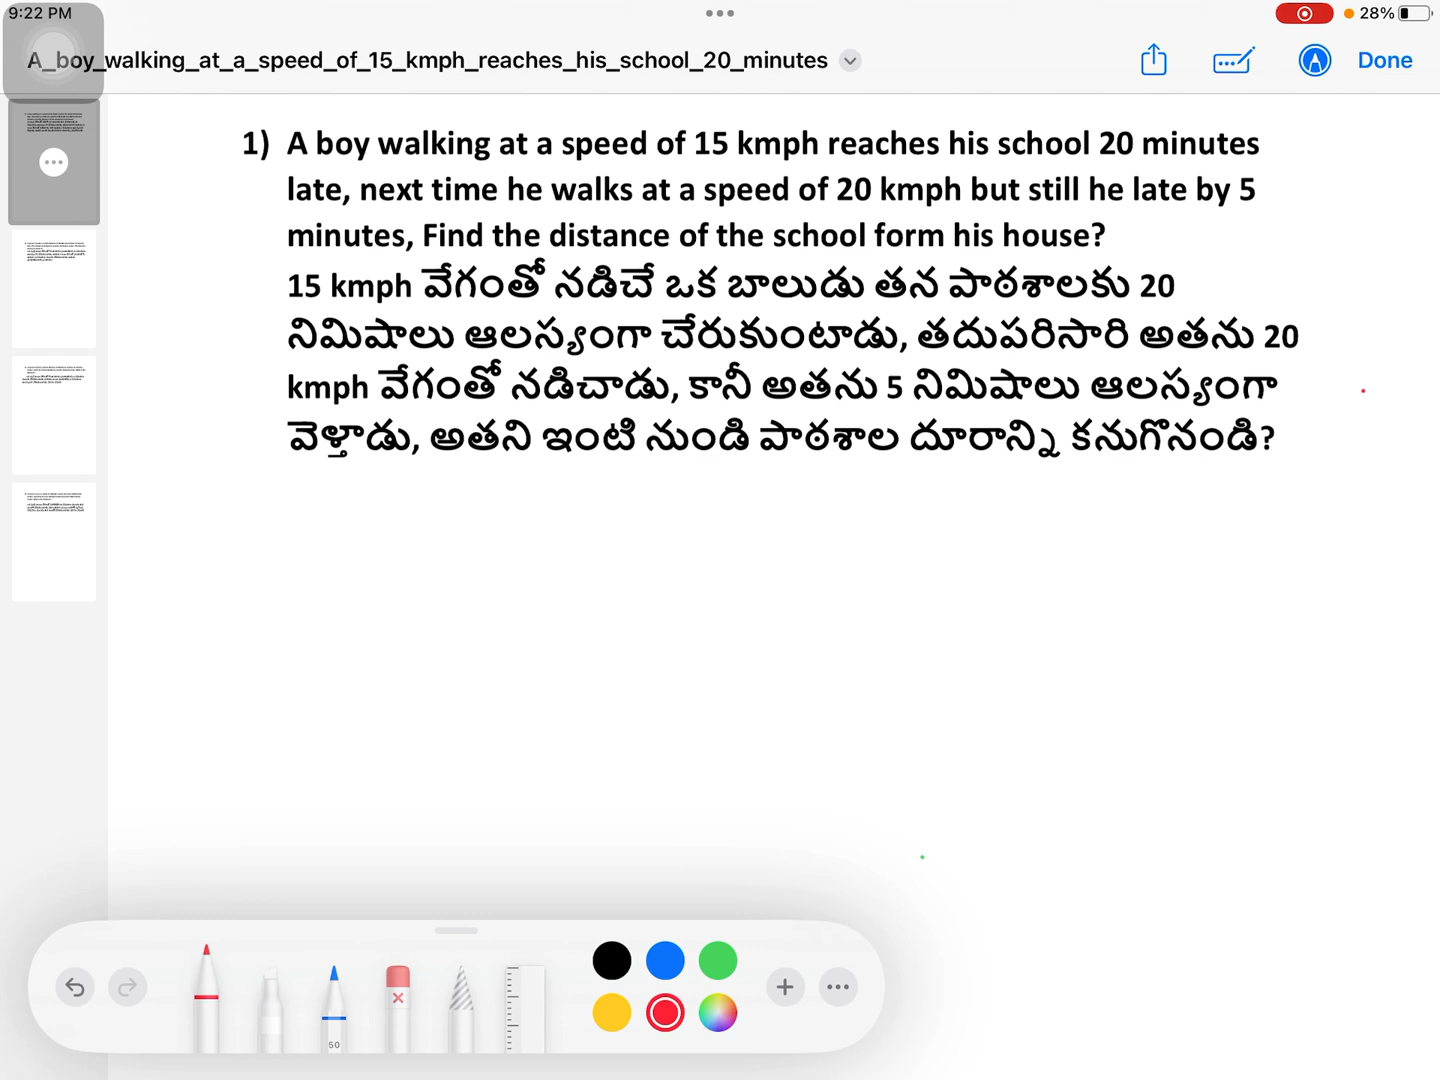 9:22 PM
28%
A_boy_walking_at_a_speed_of_15_kmph_reaches_his_school_20_minutes
Done
1) A boy walking at a speed of 15 kmph reaches his school 20 minutes
late, next time he walks at a speed of 20 kmph but still he late by 5
minutes, Find the distance of the school form his house?
15 kmph వేగంతో నడిచే ఒక బాలుడు తన పాఠశాలకు 20
నిమిషాలు ఆలస్యంగా చేరుకుంటాడు, తదుపరిసారి అతను 20
kmph వేగంతో నడిచాడు, కానీ అతను 5 నిమిషాలు ఆలస్యంగా
వెళ్తాడు, అతని ఇంటి నుండి పాఠశాల దూరాన్ని కనుగొనండి?
50